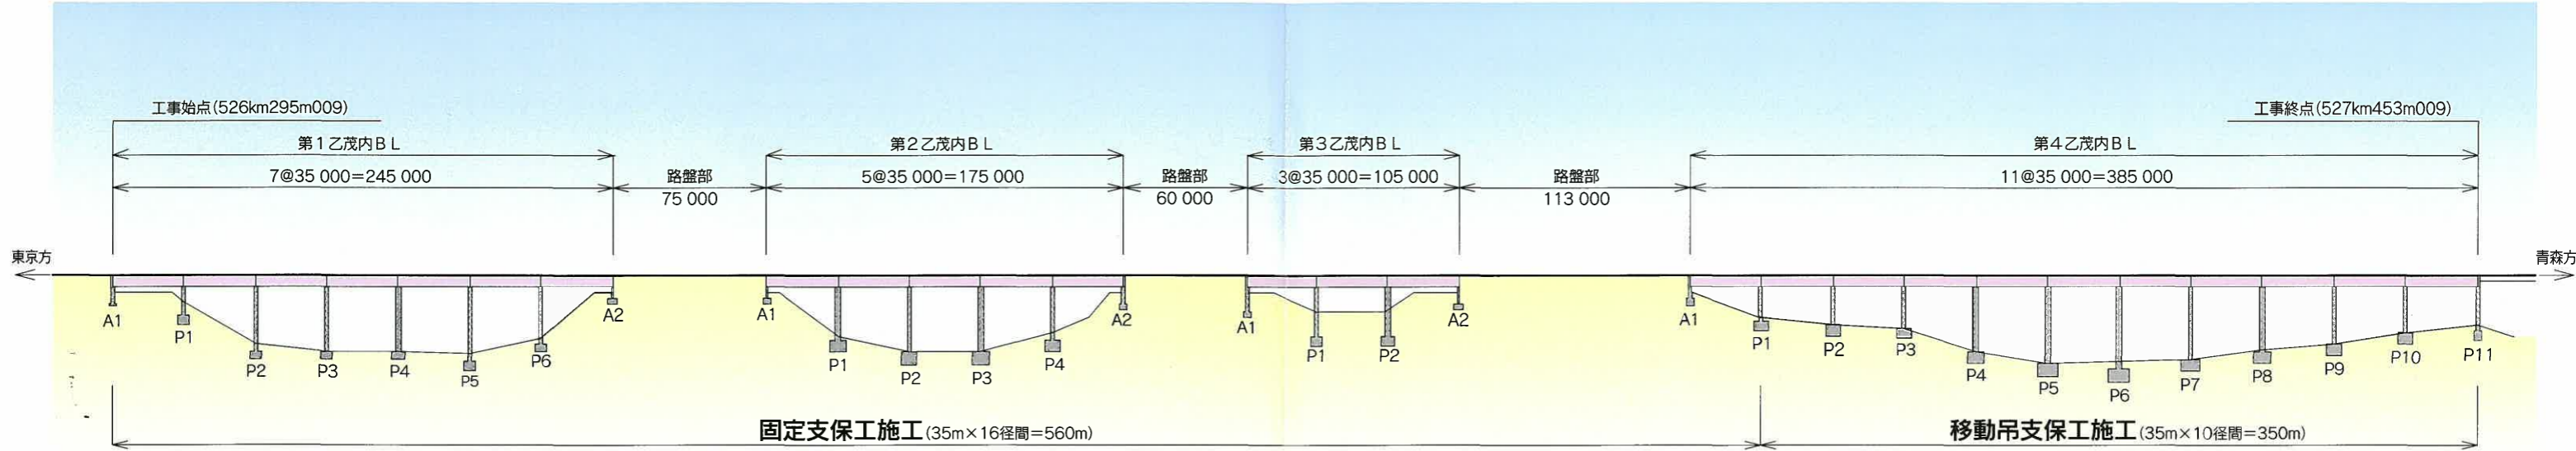 工事始点(526km295m009)
工事終点(527km453m009)
第1乙茂内BL
第2乙茂内BL
第3乙茂内BL
第4乙茂内BL
7@35 000=245 000
路盤部
75 000
5@35 000=175 000
路盤部
60 000
3@35 000=105 000
路盤部
113 000
11@35 000=385 000
東京方
青森方
A1
P1
P2
P3
P4
P5
P6
A2
A1
P1
P2
P3
P4
A2
A1
P1
P2
A2
A1
P1
P2
P3
P4
P5
P6
P7
P8
P9
P10
P11
固定支保工施工(35m×16径間=560m)
移動吊支保工施工(35m×10径間=350m)